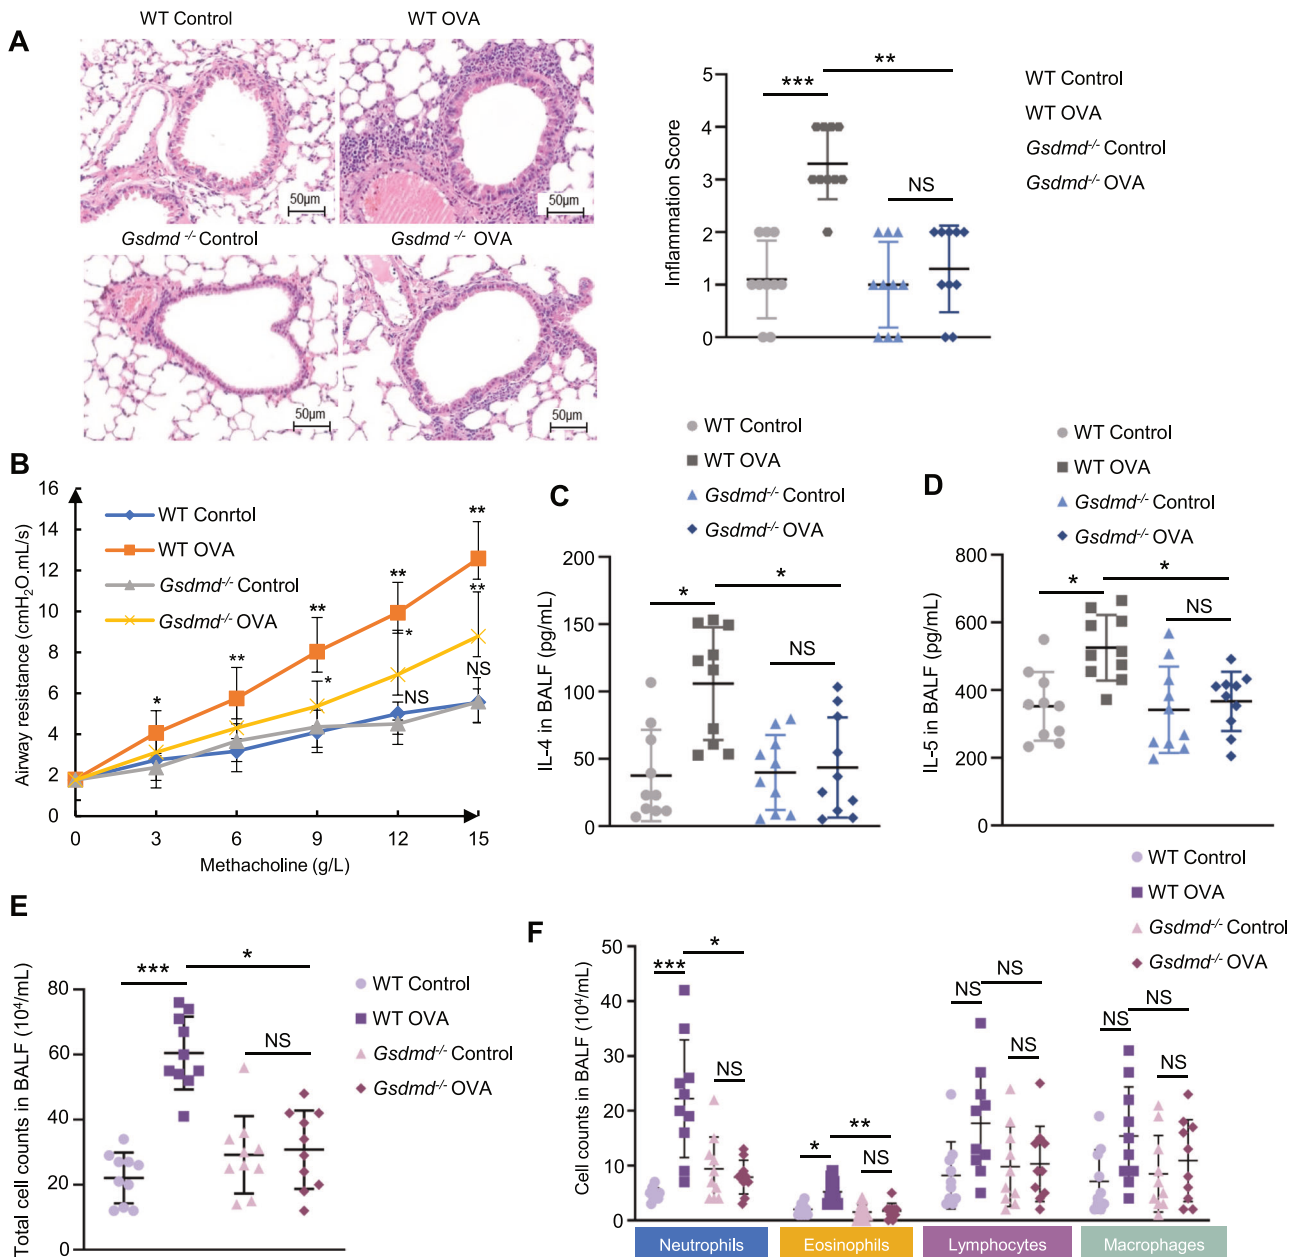 A
WT Control
WT OVA
50µm
50µm
Gsdmd -/- Control
Gsdmd -/- OVA
50µm
50µm
Inflammation Score
5
4
3
2
1
0
***
**
NS
WT Control
WT OVA
Gsdmd-/- Control
Gsdmd-/- OVA
B
Airway resistance (cmH2O.mL/s)
16
14
12
10
8
6
4
2
0
WT Conrtol
WT OVA
Gsdmd-/- Control
Gsdmd-/- OVA
*
**
**
*
**
*
NS
**
**
NS
0
3
6
9
12
15
Methacholine (g/L)
C
WT Control
WT OVA
Gsdmd-/- Control
Gsdmd-/- OVA
IL-4 in BALF (pg/mL)
200
150
100
50
0
*
*
NS
D
WT Control
WT OVA
Gsdmd-/- Control
Gsdmd-/- OVA
IL-5 in BALF (pg/mL)
800
600
400
200
0
*
*
NS
E
Total cell counts in BALF (10⁴/mL)
80
60
40
20
0
***
*
NS
WT Control
WT OVA
Gsdmd-/- Control
Gsdmd-/- OVA
F
WT Control
WT OVA
Gsdmd-/- Control
Gsdmd-/- OVA
Cell counts in BALF (10⁴/mL)
50
40
30
20
10
0
***
*
NS
*
**
NS
NS
NS
NS
NS
NS
NS
Neutrophils
Eosinophils
Lymphocytes
Macrophages